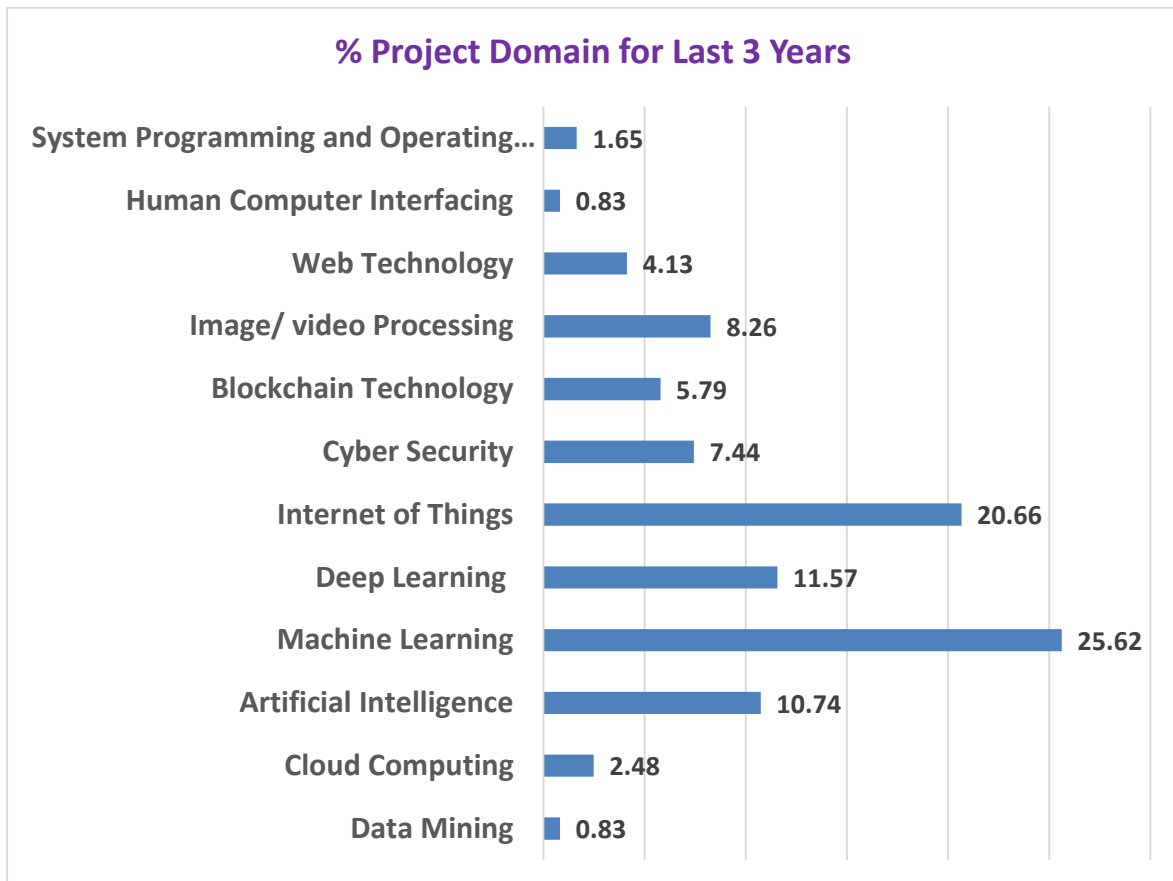 % Project Domain for Last 3 Years
System Programming and Operating... 1.65
Human Computer Interfacing 0.83
Web Technology 4.13
Image/ video Processing 8.26
Blockchain Technology 5.79
Cyber Security 7.44
Internet of Things 20.66
Deep Learning 11.57
Machine Learning 25.62
Artificial Intelligence 10.74
Cloud Computing 2.48
Data Mining 0.83